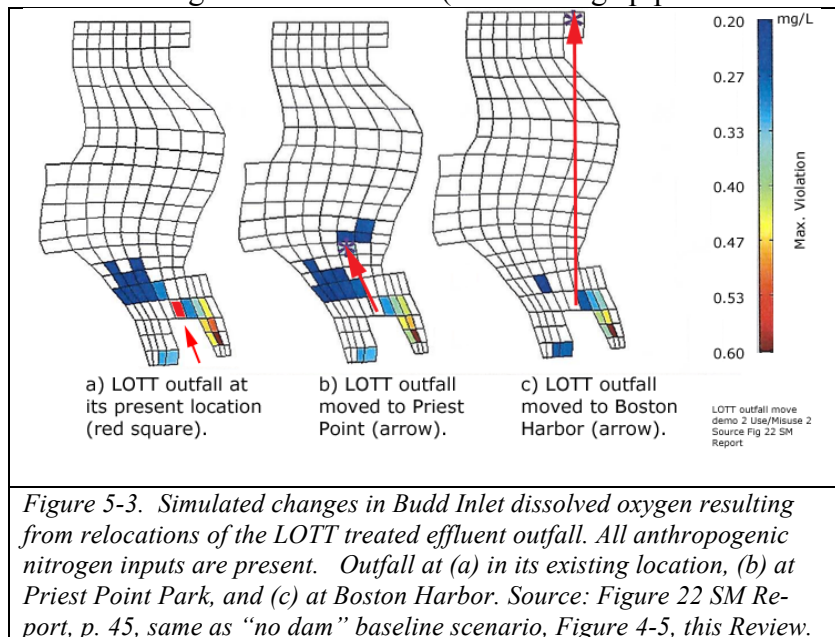 0.20 mg/L
0.27
0.33
0.40
0.47
0.53
0.60
Max. Violation
a) LOTT outfall at
its present location
(red square).
b) LOTT outfall
moved to Priest
Point (arrow).
c) LOTT outfall
moved to Boston
Harbor (arrow).
LOTT outfall move
demo 2 Use/Misuse 2
Source Fig 22 SM
Report
Figure 5-3. Simulated changes in Budd Inlet dissolved oxygen resulting
from relocations of the LOTT treated effluent outfall. All anthropogenic
nitrogen inputs are present. Outfall at (a) in its existing location, (b) at
Priest Point Park, and (c) at Boston Harbor. Source: Figure 22 SM Re-
port, p. 45, same as “no dam” baseline scenario, Figure 4-5, this Review.